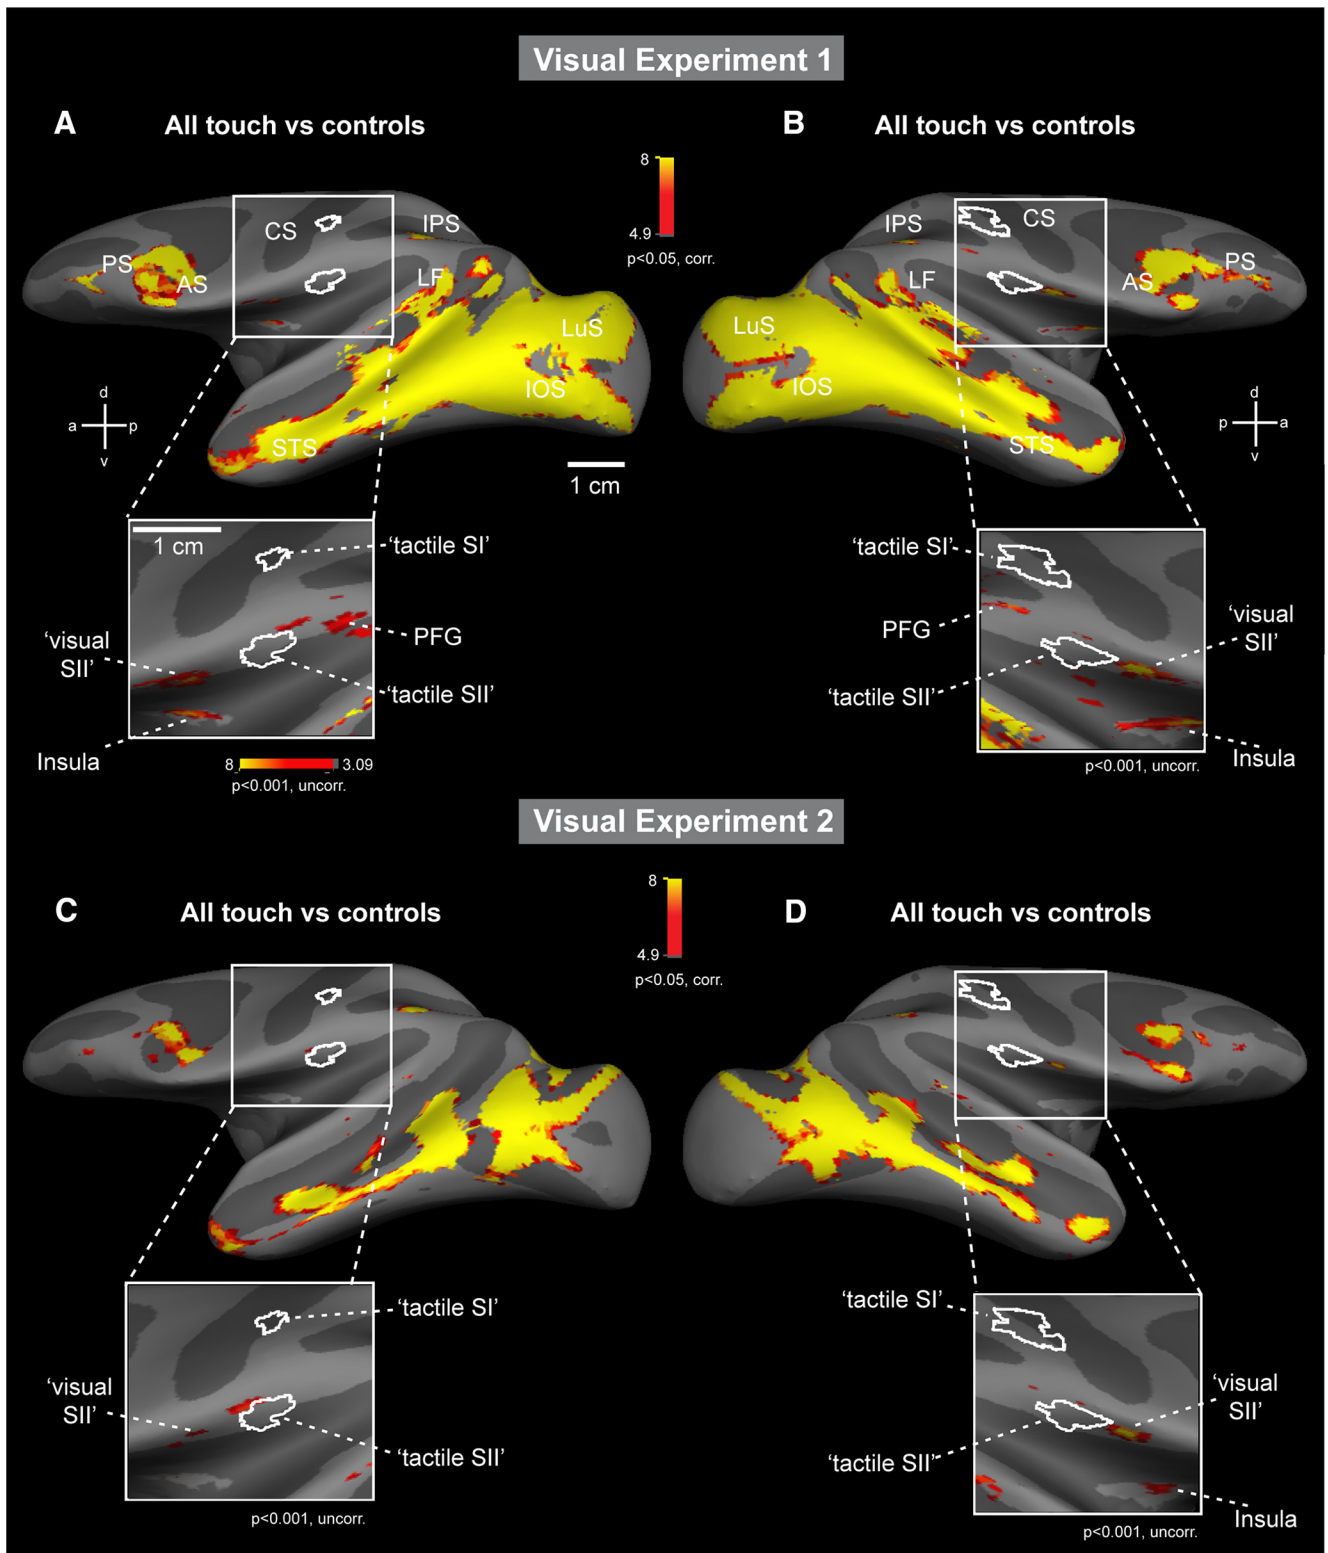 Visual Experiment 1
A All touch vs controls
B All touch vs controls
8
4.9
p<0.05, corr.
CS
IPS
PS
AS
LF
LuS
IOS
STS
IPS
CS
LF
AS
PS
LuS
IOS
STS
d
a p
v
d
p a
v
1 cm
1 cm
'tactile SI'
PFG
'visual
SII'
'tactile SII'
Insula
8 3.09
p<0.001, uncorr.
'tactile SI'
PFG
'visual
SII'
'tactile SII'
Insula
p<0.001, uncorr.
Visual Experiment 2
C All touch vs controls
D All touch vs controls
8
4.9
p<0.05, corr.
'tactile SI'
'visual
SII'
'tactile SII'
p<0.001, uncorr.
'tactile SI'
'visual
SII'
'tactile SII'
Insula
p<0.001, uncorr.